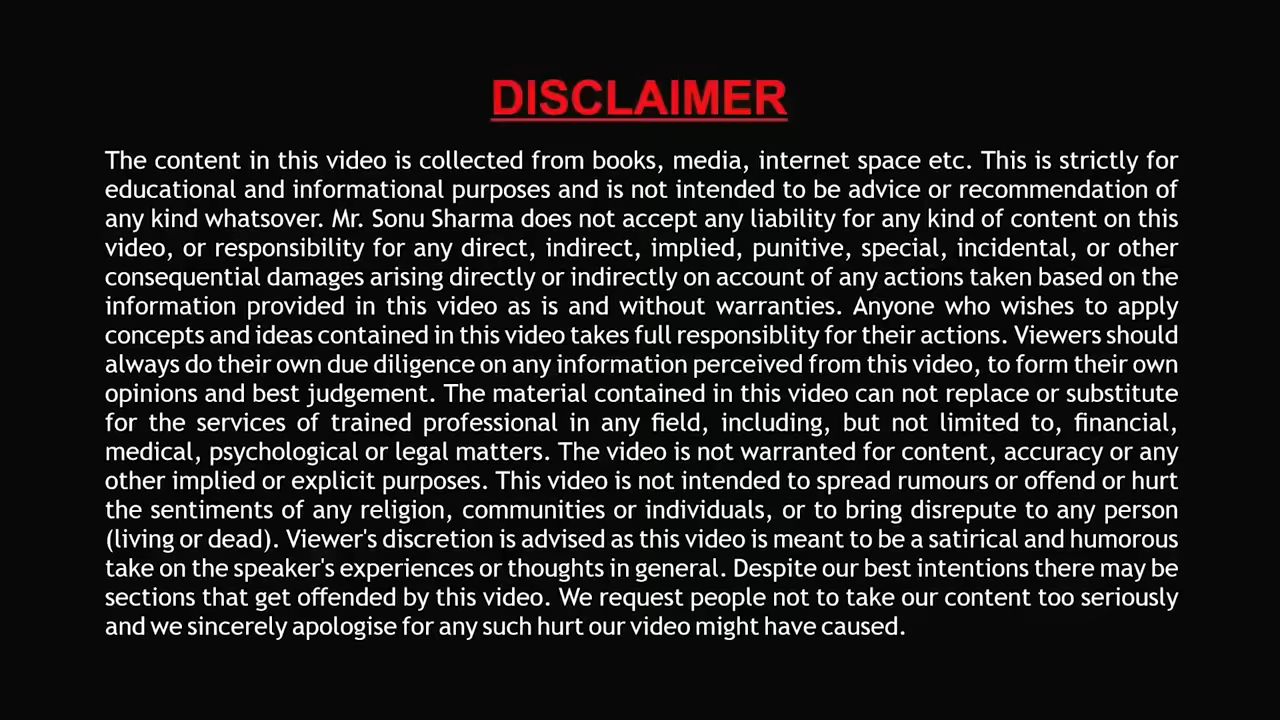 DISCLAIMER
The content in this video is collected from books, media, internet space etc. This is strictly for
educational and informational purposes and is not intended to be advice or recommendation of
any kind whatsover. Mr. Sonu Sharma does not accept any liability for any kind of content on this
video, or responsibility for any direct, indirect, implied, punitive, special, incidental, or other
consequential damages arising directly or indirectly on account of any actions taken based on the
information provided in this video as is and without warranties. Anyone who wishes to apply
concepts and ideas contained in this video takes full responsiblity for their actions. Viewers should
always do their own due diligence on any information perceived from this video, to form their own
opinions and best judgement. The material contained in this video can not replace or substitute
for the services of trained professional in any field, including, but not limited to, financial,
medical, psychological or legal matters. The video is not warranted for content, accuracy or any
other implied or explicit purposes. This video is not intended to spread rumours or offend or hurt
the sentiments of any religion, communities or individuals, or to bring disrepute to any person
(living or dead). Viewer's discretion is advised as this video is meant to be a satirical and humorous
take on the speaker's experiences or thoughts in general. Despite our best intentions there may be
sections that get offended by this video. We request people not to take our content too seriously
and we sincerely apologise for any such hurt our video might have caused.